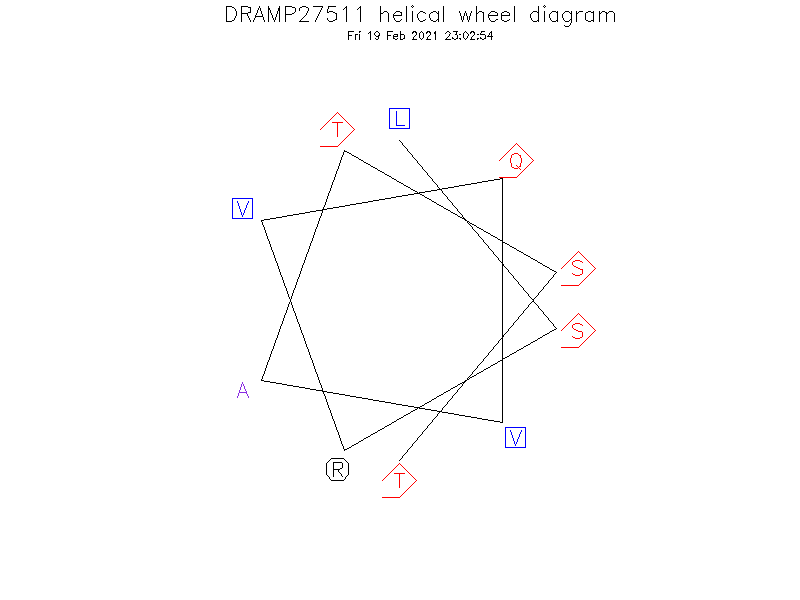 DRAMP27511 helical wheel diagram
Fri 19 Feb 2021 23:02:54
L
T
Q
V
S
S
A
V
R
T